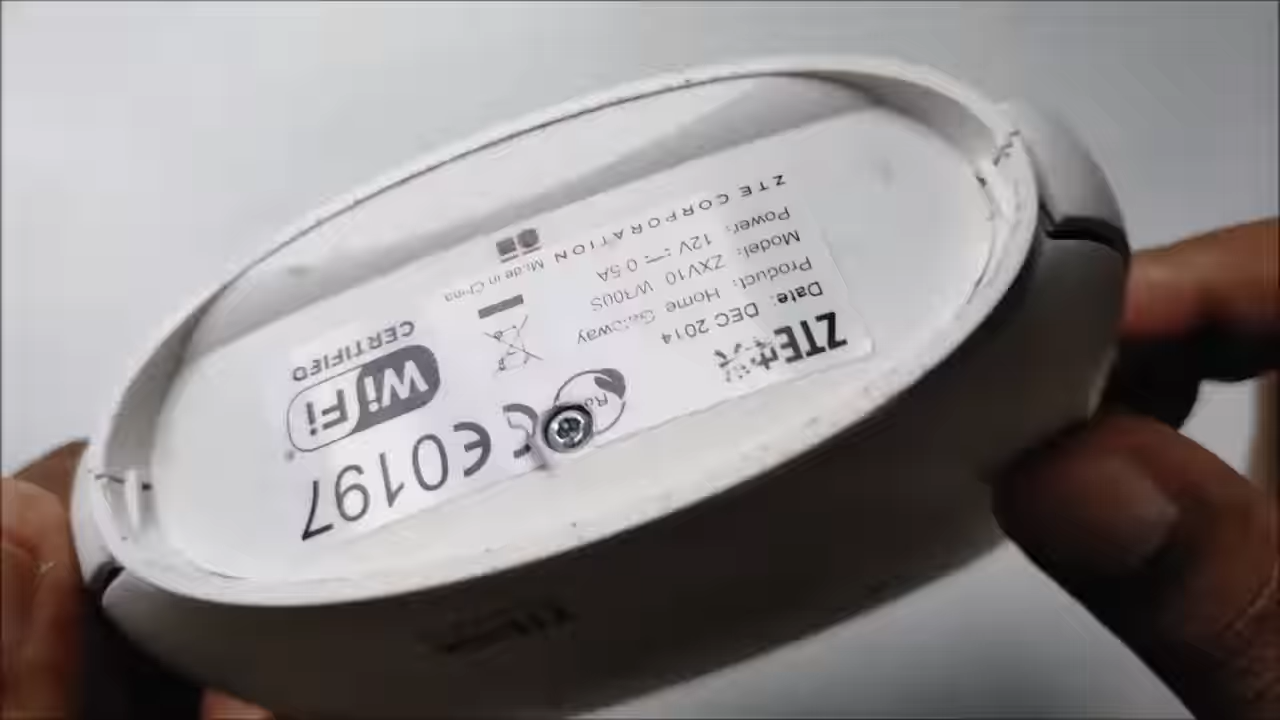 ZTE中兴
Date: DEC 2014
Product: Home Gateway
Model: ZXV10 W300S
Power: 12V ⎓ 0.5A
ZTE CORPORATION Made in China
CE0197
Wi Fi
CERTIFIED